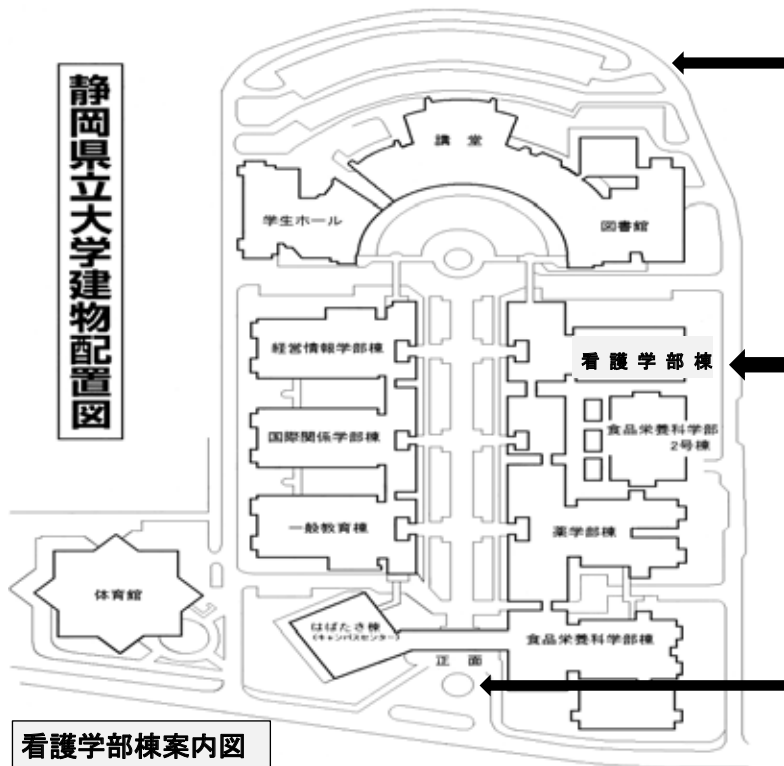 静岡県立大学建物配置図
講堂
学生ホール
図書館
経営情報学部棟
看護学部棟
国際関係学部棟
食品栄養科学部
2号棟
一般教育棟
薬学部棟
体育館
はばたき棟
(キャンパスセンター)
食品栄養科学部棟
正面
看護学部棟案内図